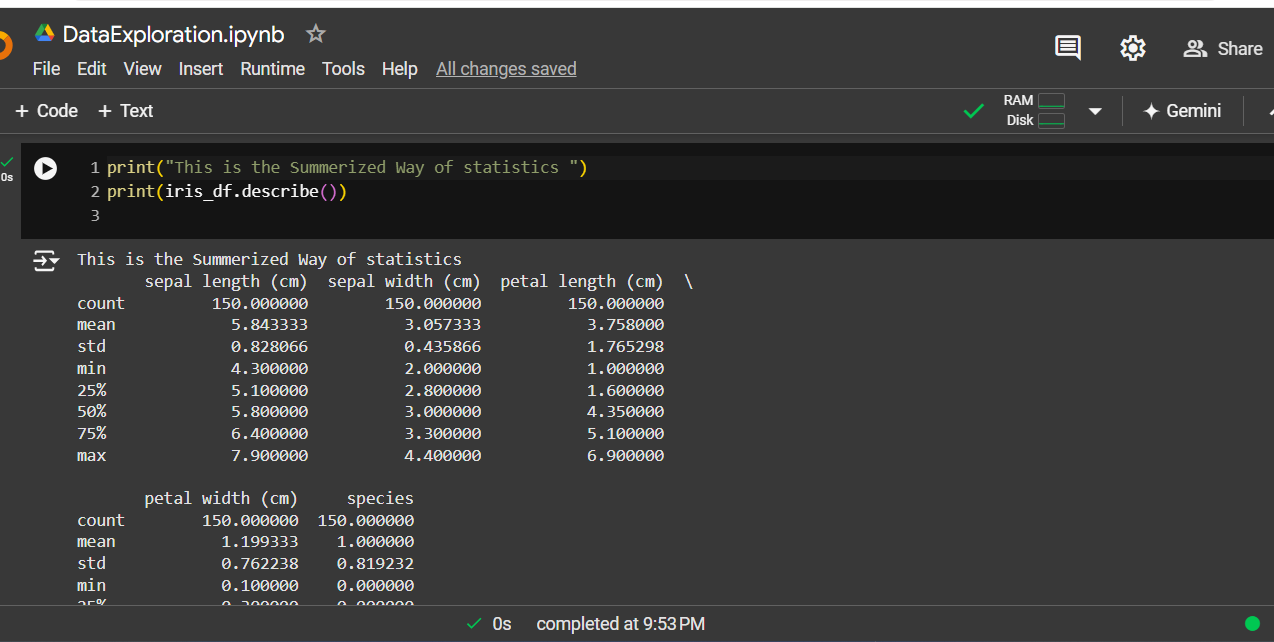 DataExploration.ipynb
File Edit View Insert Runtime Tools Help All changes saved
Share
+ Code + Text
RAM
Disk
Gemini
0s
1 print("This is the Summerized Way of statistics ")
2 print(iris_df.describe())
3
This is the Summerized Way of statistics
sepal length (cm) sepal width (cm) petal length (cm) \
count 150.000000 150.000000 150.000000
mean 5.843333 3.057333 3.758000
std 0.828066 0.435866 1.765298
min 4.300000 2.000000 1.000000
25% 5.100000 2.800000 1.600000
50% 5.800000 3.000000 4.350000
75% 6.400000 3.300000 5.100000
max 7.900000 4.400000 6.900000
petal width (cm) species
count 150.000000 150.000000
mean 1.199333 1.000000
std 0.762238 0.819232
min 0.100000 0.000000
25% 0.300000 0.000000
0s completed at 9:53 PM